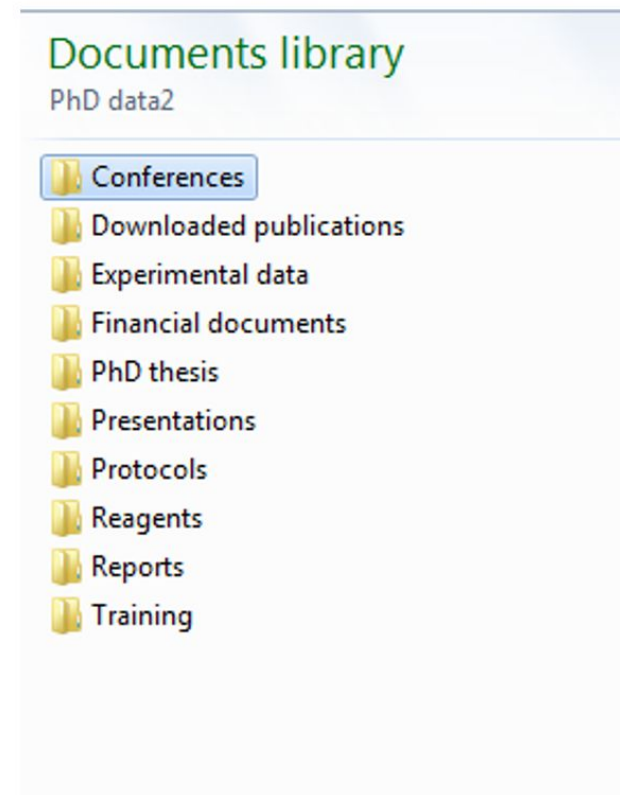 Documents library
PhD data2
Conferences
Downloaded publications
Experimental data
Financial documents
PhD thesis
Presentations
Protocols
Reagents
Reports
Training